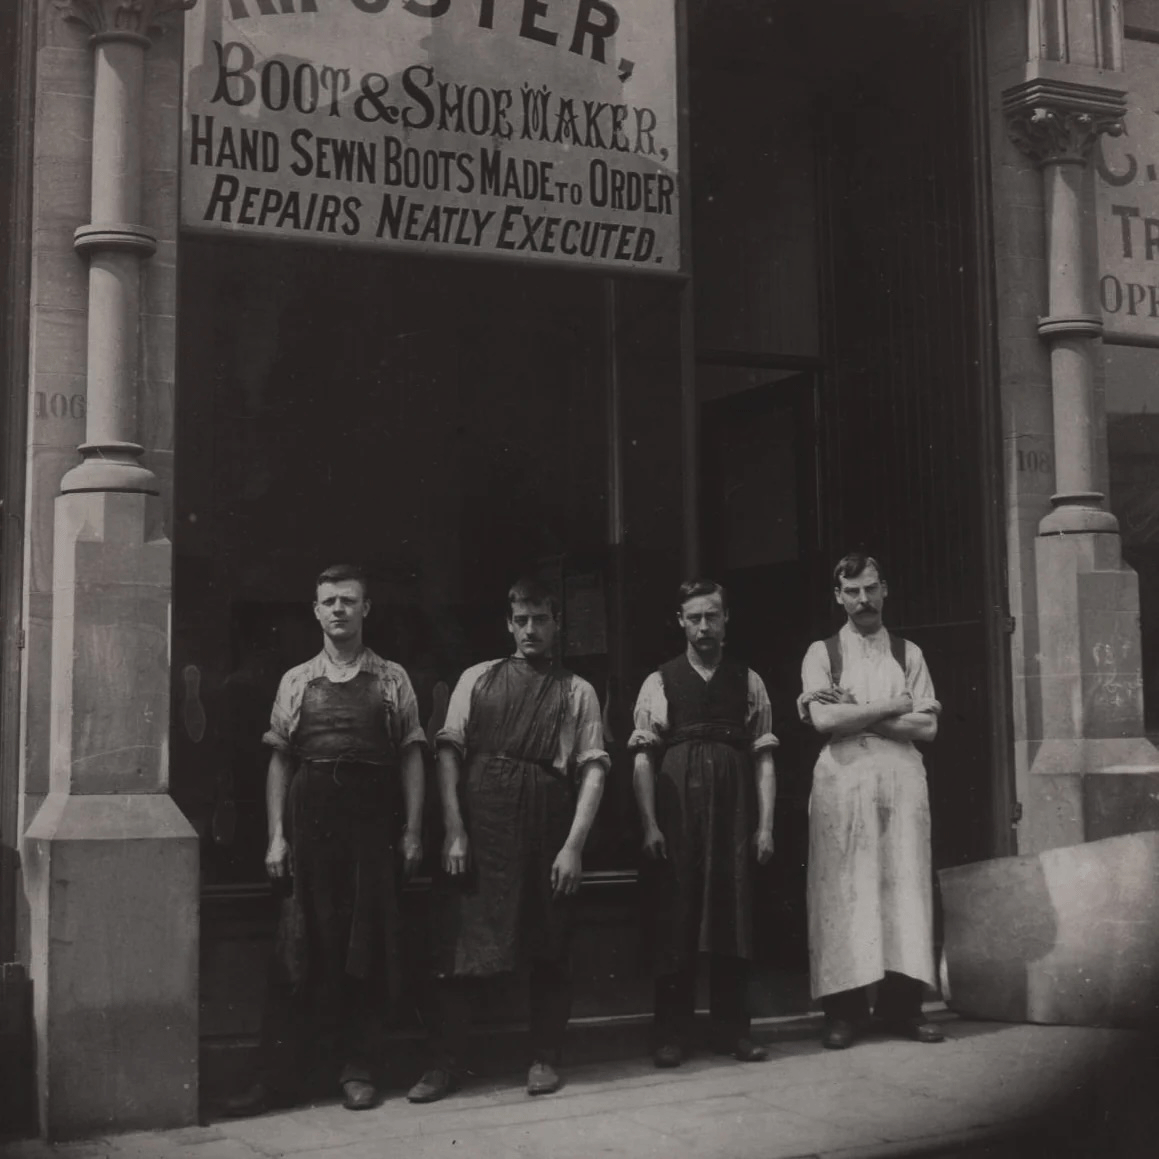 BOOT & SHOE MAKER,
HAND SEWN BOOTS MADE TO ORDER
REPAIRS NEATLY EXECUTED.
106
108